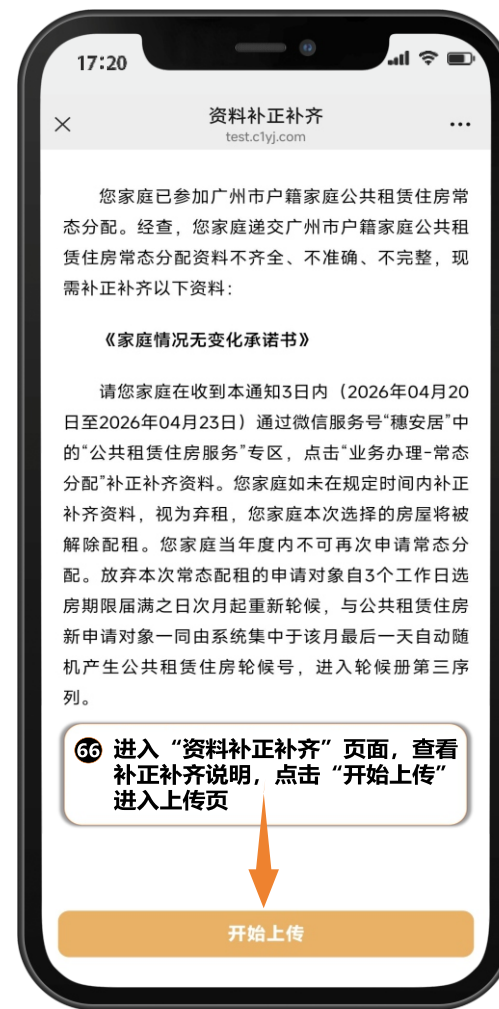 17:20
资料补正补齐
test.c1yj.com
您家庭已参加广州市户籍家庭公共租赁住房常
态分配。经查，您家庭递交广州市户籍家庭公共租
赁住房常态分配资料不齐全、不准确、不完整，现
需补正补齐以下资料：
《家庭情况无变化承诺书》
请您家庭在收到本通知3日内（2026年04月20
日至2026年04月23日）通过微信服务号“穗安居”中
的“公共租赁住房服务”专区，点击“业务办理-常态
分配”补正补齐资料。您家庭如未在规定时间内补正
补齐资料，视为弃租，您家庭本次选择的房屋将被
解除配租。您家庭当年度内不可再次申请常态分
配。放弃本次常态配租的申请对象自3个工作日选
房期限届满之日次月起重新轮候，与公共租赁住房
新申请对象一同由系统集中于该月最后一天自动随
机产生公共租赁住房轮候号，进入轮候册第三序
列。
66 进入“资料补正补齐”页面，查看
补正补齐说明，点击“开始上传”
进入上传页
开始上传